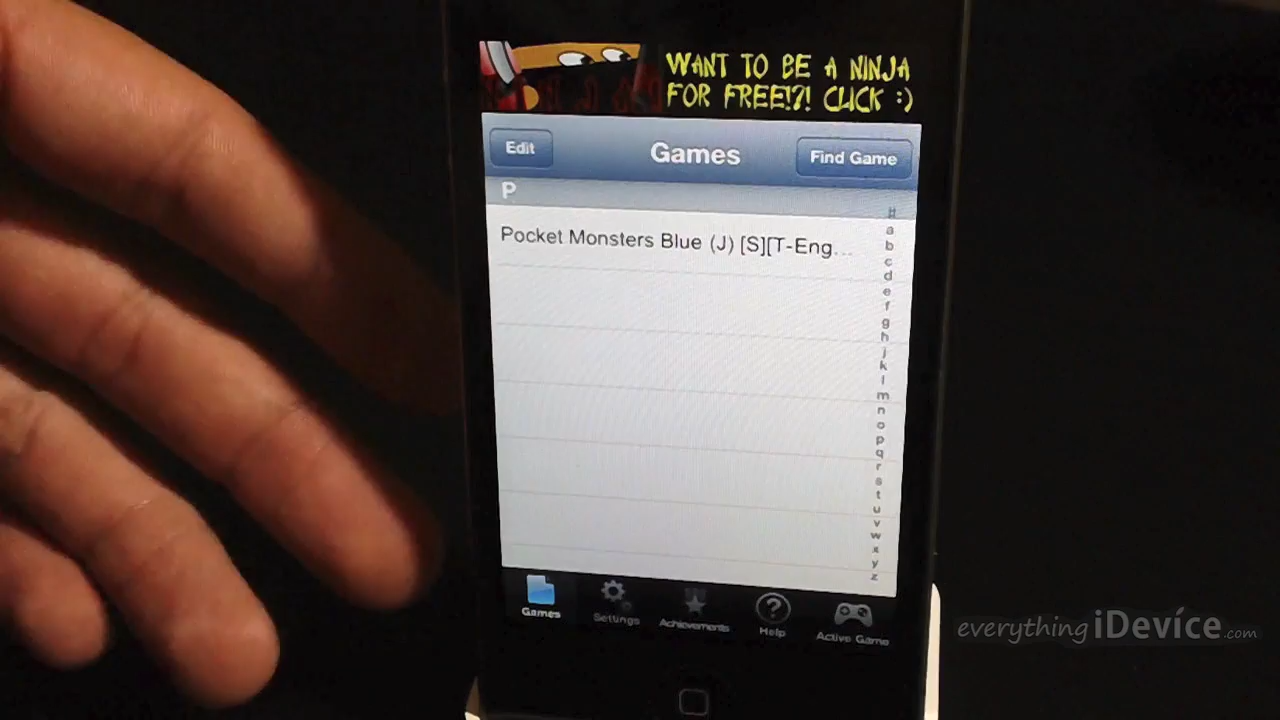 WANT TO BE A NINJA
FOR FREE!?! CLICK :)
Edit
Games
Find Game
P
Pocket Monsters Blue (J) [S][T-Eng...
#
a
b
c
d
e
f
g
h
j
k
l
m
n
o
p
q
r
s
t
u
v
w
x
y
z
Games
Settings
Achievements
Help
Active Game
everything iDevice.com